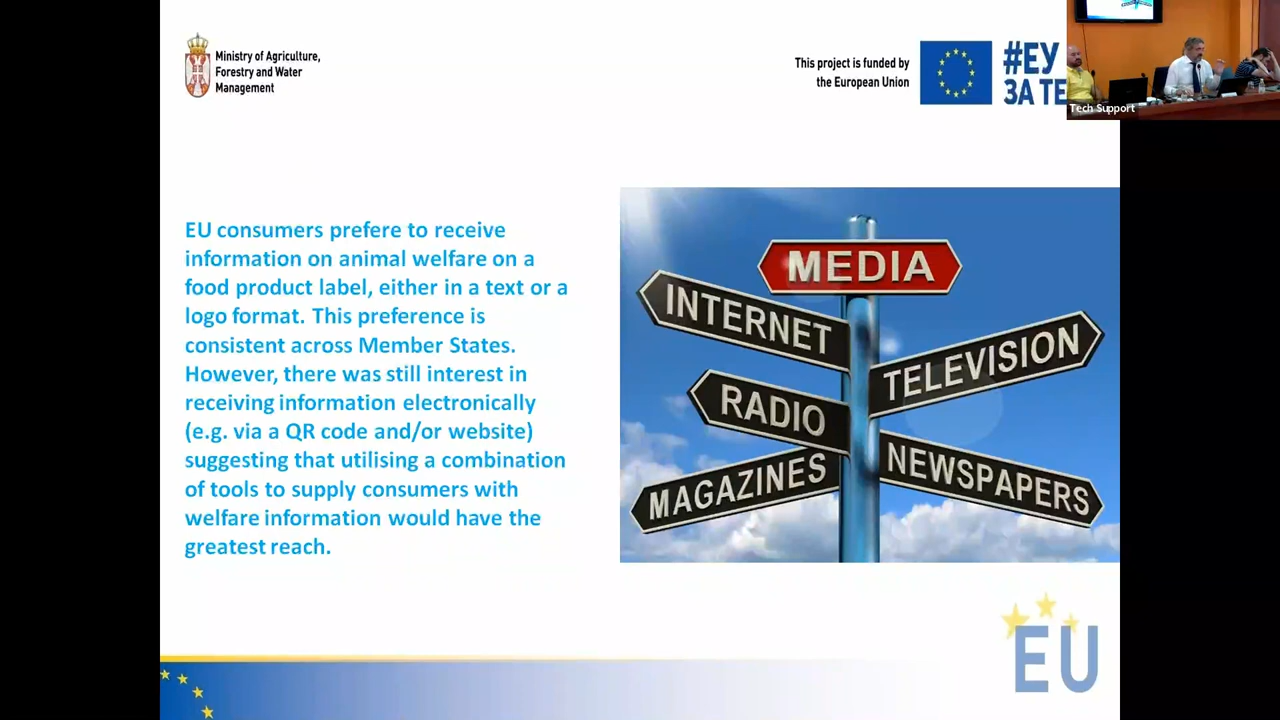 Ministry of Agriculture,
Forestry and Water
Management
This project is funded by
the European Union
#ЕУ
ЗА ТЕ
Tech Support
EU consumers prefere to receive
information on animal welfare on a
food product label, either in a text or a
logo format. This preference is
consistent across Member States.
However, there was still interest in
receiving information electronically
(e.g. via a QR code and/or website)
suggesting that utilising a combination
of tools to supply consumers with
welfare information would have the
greatest reach.
MEDIA
INTERNET
TELEVISION
RADIO
MAGAZINES
NEWSPAPERS
EU